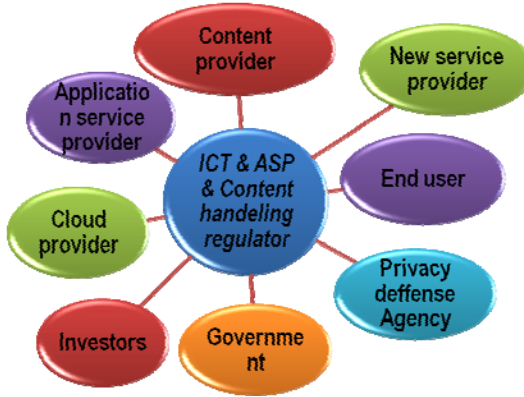 Content
provider
New service
provider
Applicatio
n service
provider
ICT & ASP
& Content
handeling
regulator
End user
Cloud
provider
Privacy
deffense
Agency
Investors
Governme
nt